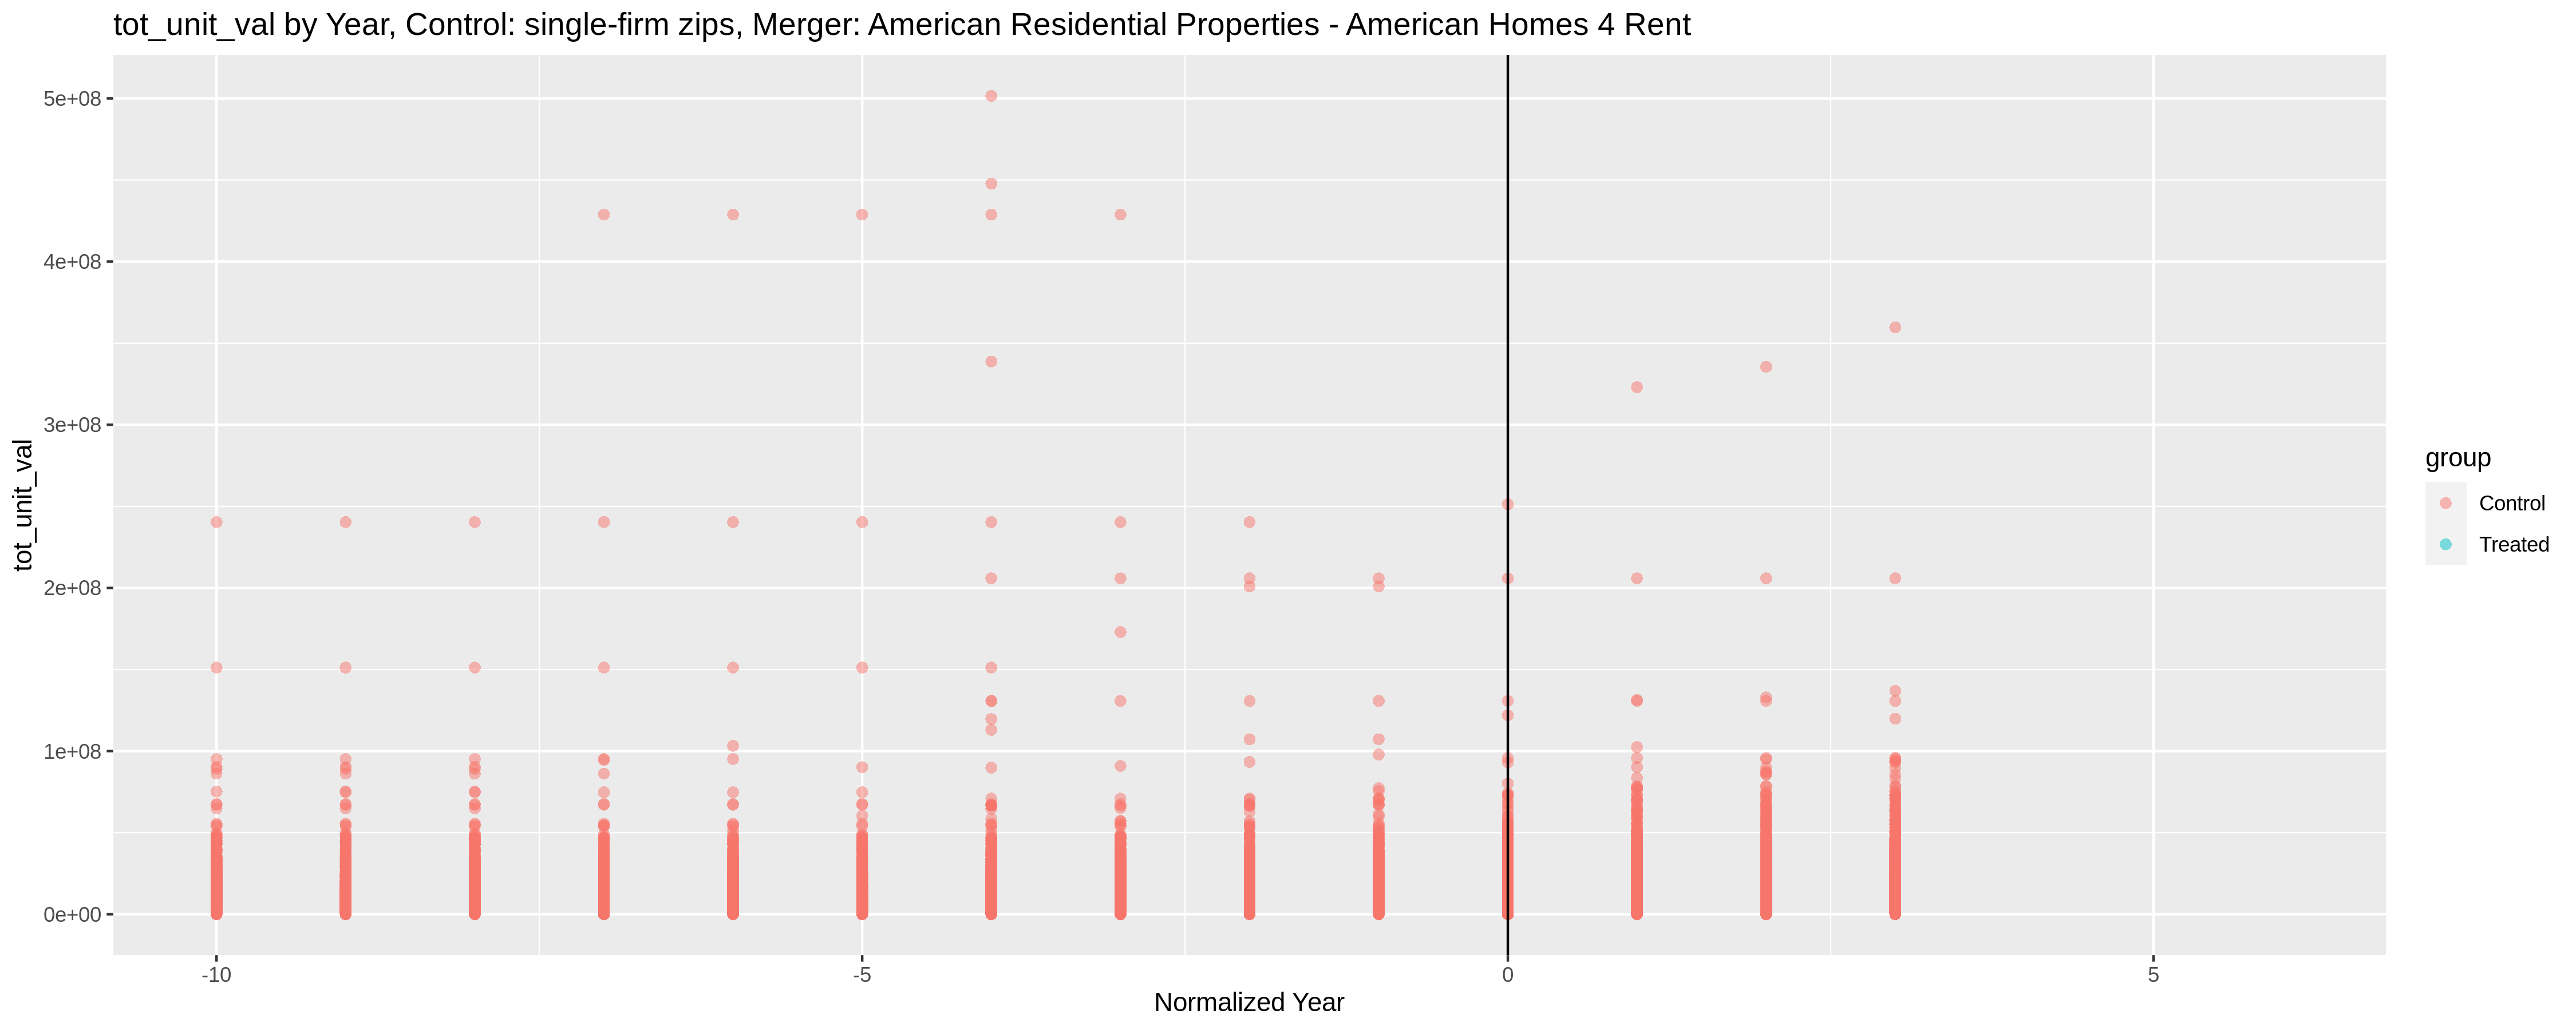 tot_unit_val by Year, Control: single-firm zips, Merger: American Residential Properties - American Homes 4 Rent
tot_unit_val
5e+08
4e+08
3e+08
2e+08
1e+08
0e+00
-10
-5
0
5
Normalized Year
group
Control
Treated